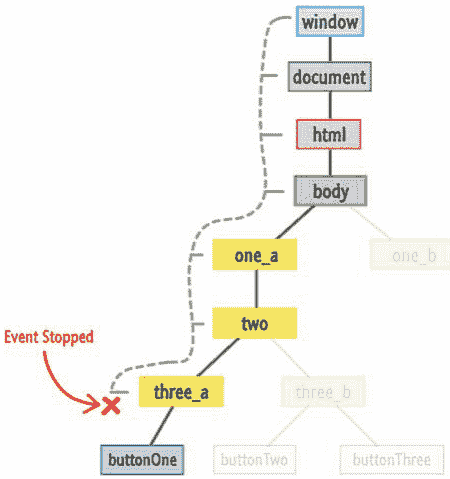 window
document
html
body
one_a
one_b
two
Event Stopped
three_a
three_b
buttonOne
buttonTwo
buttonThree